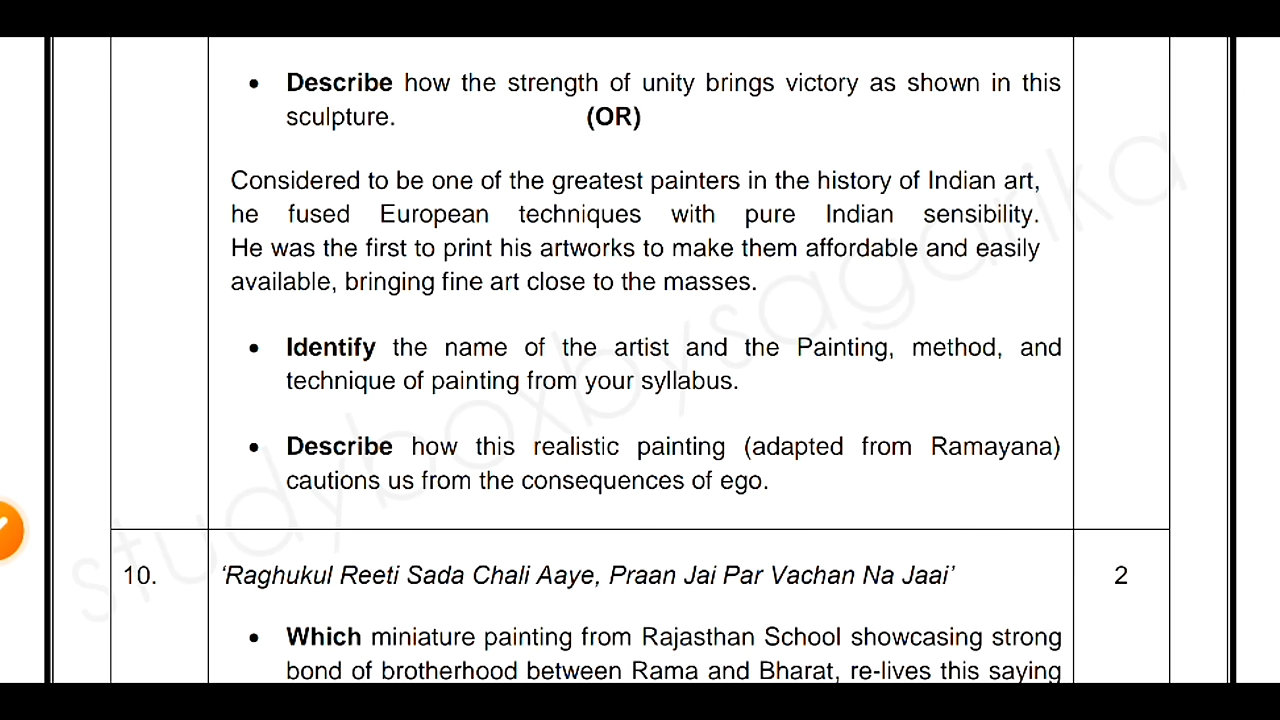 • Describe how the strength of unity brings victory as shown in this
sculpture. (OR)
Considered to be one of the greatest painters in the history of Indian art,
he fused European techniques with pure Indian sensibility.
He was the first to print his artworks to make them affordable and easily
available, bringing fine art close to the masses.
• Identify the name of the artist and the Painting, method, and
technique of painting from your syllabus.
• Describe how this realistic painting (adapted from Ramayana)
cautions us from the consequences of ego.
10. 'Raghukul Reeti Sada Chali Aaye, Praan Jai Par Vachan Na Jaai' 2
• Which miniature painting from Rajasthan School showcasing strong
bond of brotherhood between Rama and Bharat, re-lives this saying
studyboxbysagarika